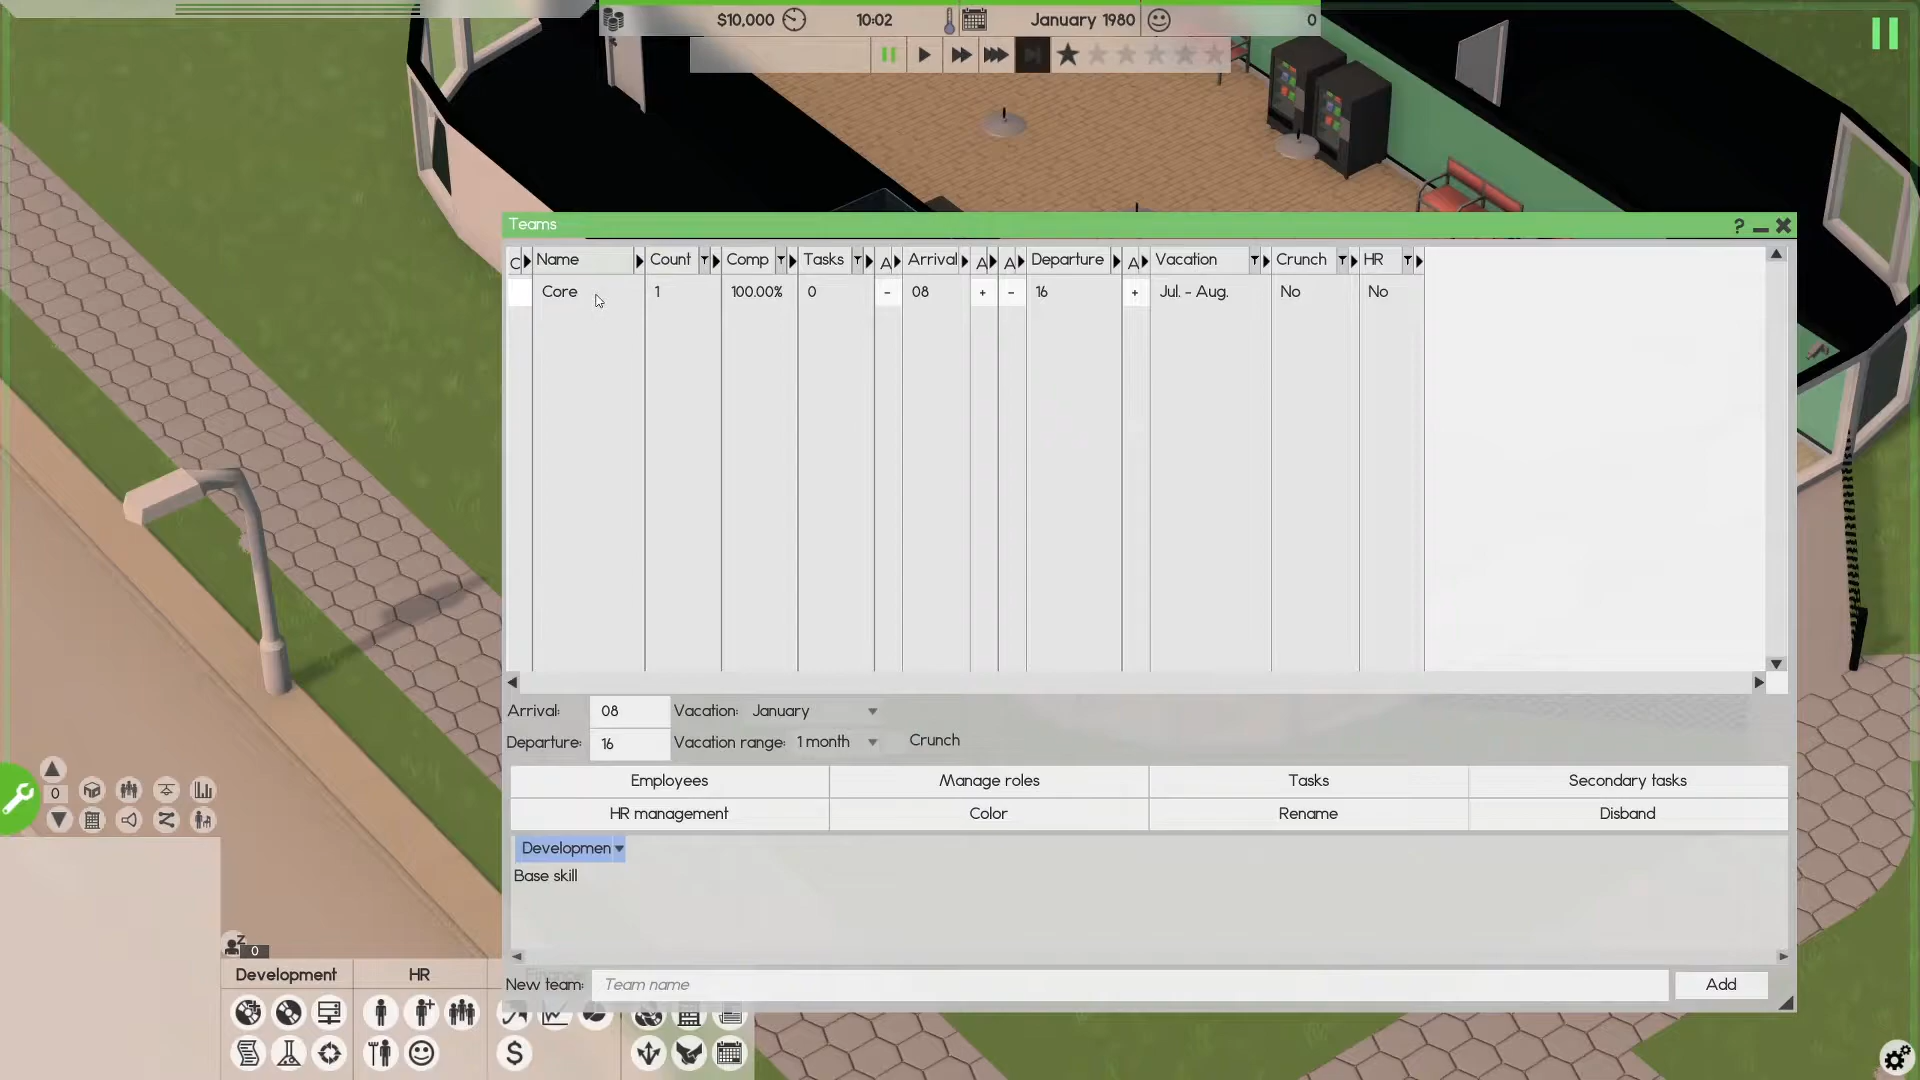 $10,000 10:02 January 1980 0
Teams ?
C Name Count Comp Tasks A Arrival A A Departure A Vacation Crunch HR
Core 1 100.00% 0 - 08 + - 16 + Jul. - Aug. No No
Arrival: 08 Vacation: January
Departure: 16 Vacation range: 1 month Crunch
Employees Manage roles Tasks Secondary tasks
HR management Color Rename Disband
Developmen
Base skill
New team: Team name Add
0
z 0
Development HR Finance
$